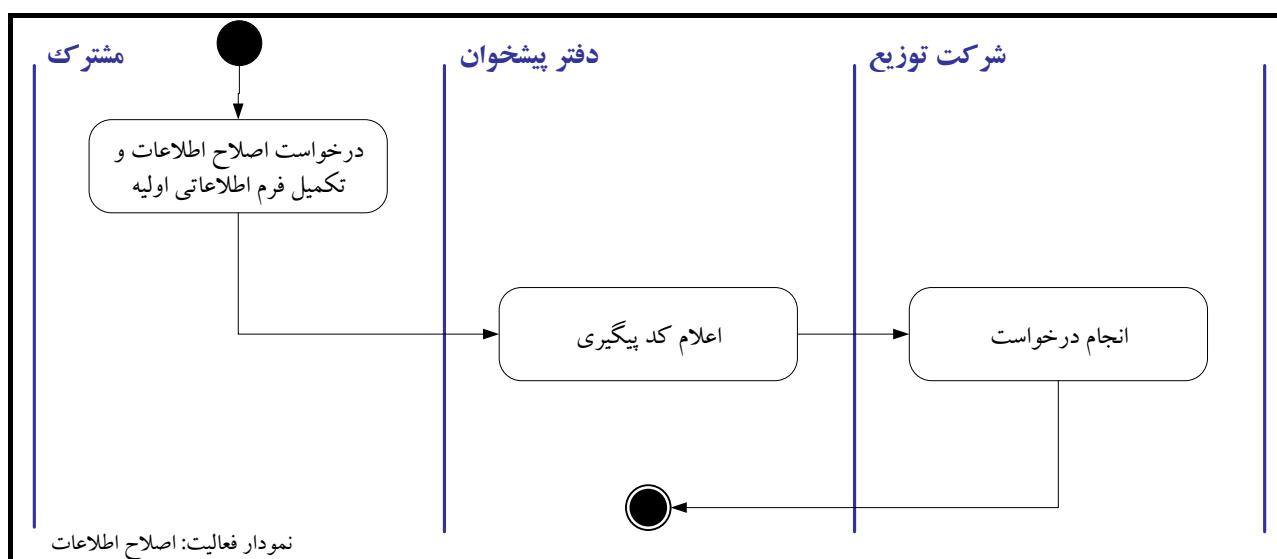 مشترک
دفتر پیشخوان
شرکت توزیع
درخواست اصلاح اطلاعات و
تکمیل فرم اطلاعاتی اولیه
اعلام کد پیگیری
انجام درخواست
نمودار فعالیت: اصلاح اطلاعات